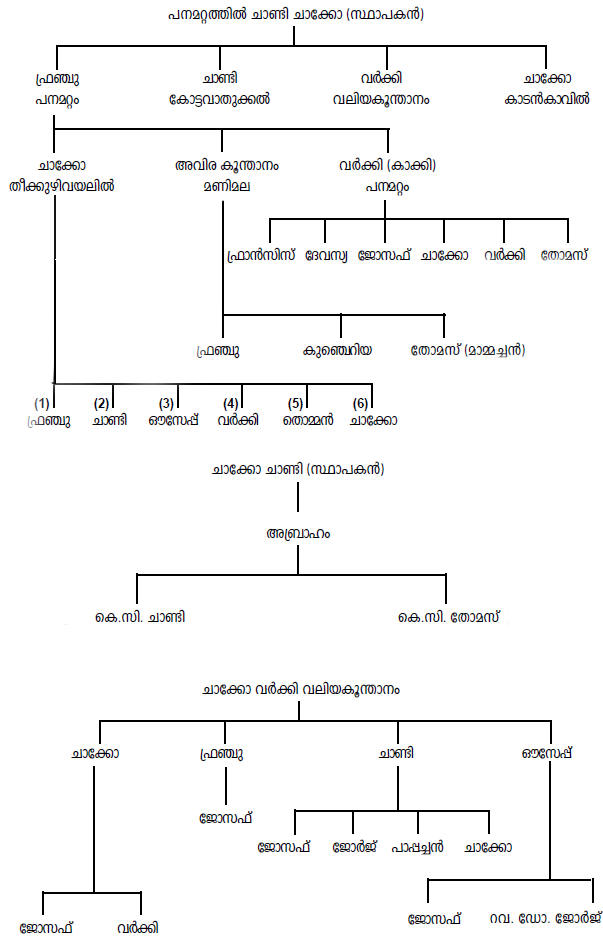 പനമറ്റത്തിൽ ചാണ്ടി ചാക്കോ (സ്ഥാപകൻ)
ഫ്രഞ്ചു ചാണ്ടി വർക്കി ചാക്കോ
പനമറ്റം കോട്ടവാതുക്കൽ വലിയകൂന്താനം കാടൻകാവിൽ
ചാക്കോ അവിര കൂന്താനം വർക്കി (കാക്കി)
തീക്കുഴിവയലിൽ മണിമല പനമറ്റം
ഫ്രാൻസിസ് ദേവസ്യ ജോസഫ് ചാക്കോ വർക്കി തോമസ്
ഫ്രഞ്ചു കുഞ്ചെറിയ തോമസ് (മാമ്മച്ചൻ)
(1) (2) (3) (4) (5) (6)
ഫ്രഞ്ചു ചാണ്ടി ഔസേപ്പ് വർക്കി തൊമ്മൻ ചാക്കോ
ചാക്കോ ചാണ്ടി (സ്ഥാപകൻ)
അബ്രാഹം
കെ.സി. ചാണ്ടി കെ.സി. തോമസ്
ചാക്കോ വർക്കി വലിയകൂന്താനം
ചാക്കോ ഫ്രഞ്ചു ചാണ്ടി ഔസേപ്പ്
ജോസഫ്
ജോസഫ് ജോർജ് പാപ്പച്ചൻ ചാക്കോ
ജോസഫ് റവ. ഡോ. ജോർജ്
ജോസഫ് വർക്കി